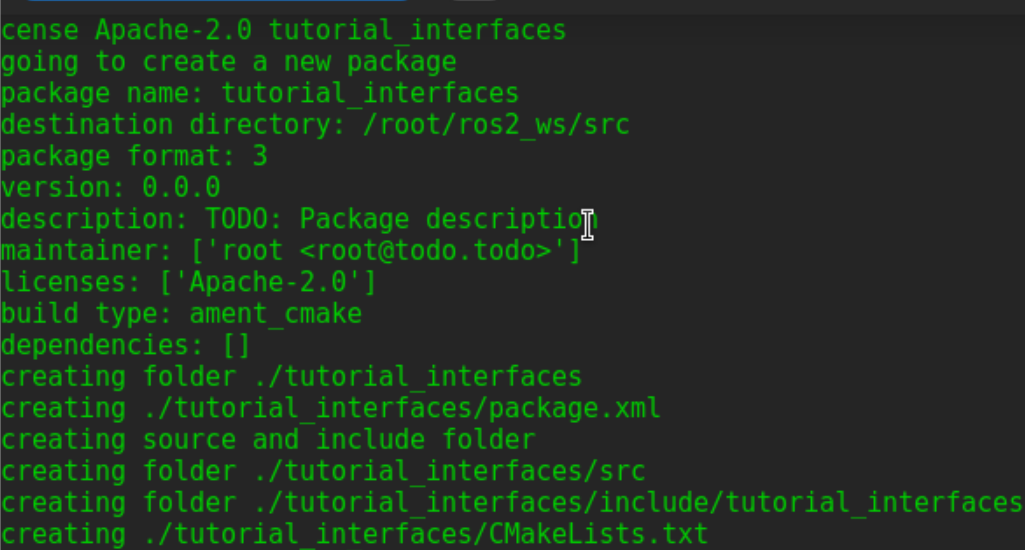 cense Apache-2.0 tutorial_interfaces
going to create a new package
package name: tutorial_interfaces
destination directory: /root/ros2_ws/src
package format: 3
version: 0.0.0
description: TODO: Package description
maintainer: ['root <root@todo.todo>']
licenses: ['Apache-2.0']
build type: ament_cmake
dependencies: []
creating folder ./tutorial_interfaces
creating ./tutorial_interfaces/package.xml
creating source and include folder
creating folder ./tutorial_interfaces/src
creating folder ./tutorial_interfaces/include/tutorial_interfaces
creating ./tutorial_interfaces/CMakeLists.txt